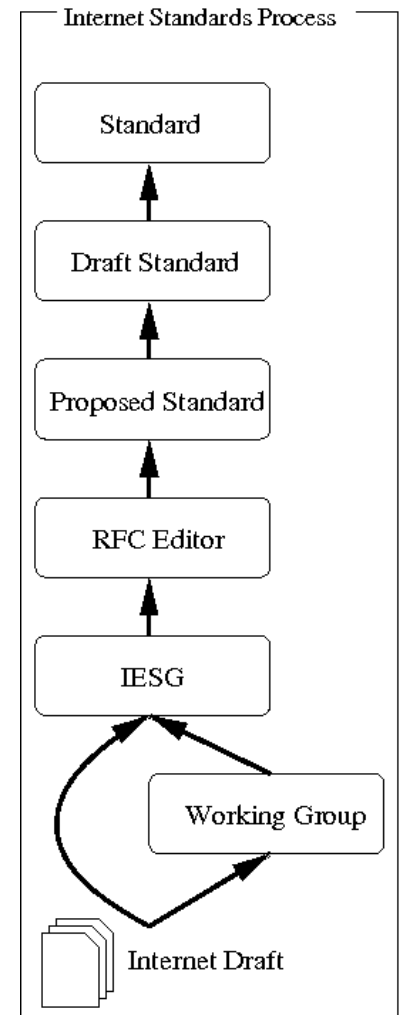 Internet Standards Process
Standard
Draft Standard
Proposed Standard
RFC Editor
IESG
Working Group
Internet Draft